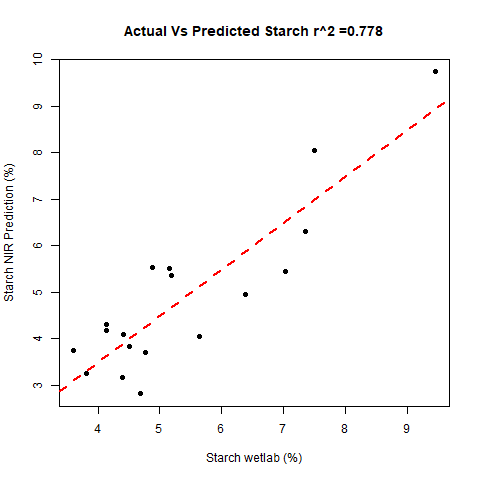 Actual Vs Predicted Starch r^2 =0.778
Starch NIR Prediction (%)
10
9
8
7
6
5
4
3
4 5 6 7 8 9
Starch wetlab (%)